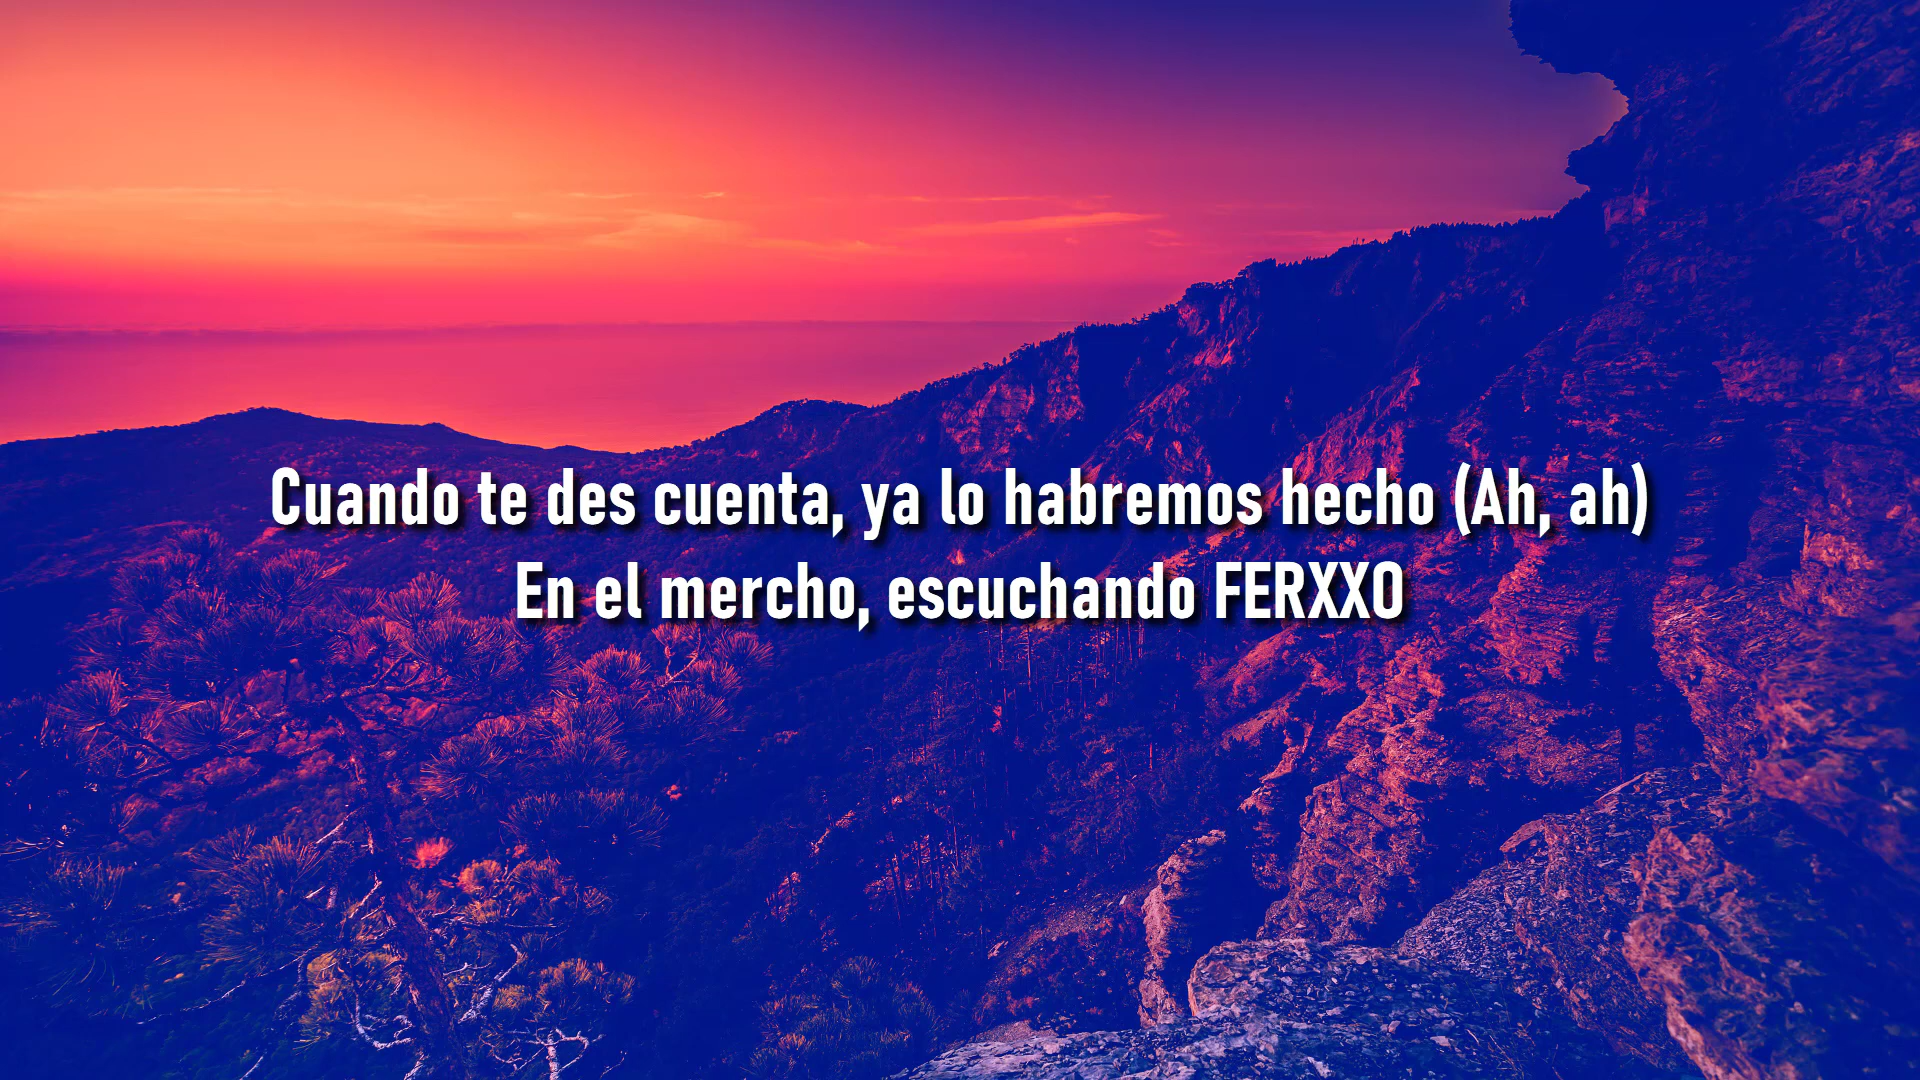 Cuando te des cuenta, ya lo habremos hecho (Ah, ah)
En el mercho, escuchando FERXXO